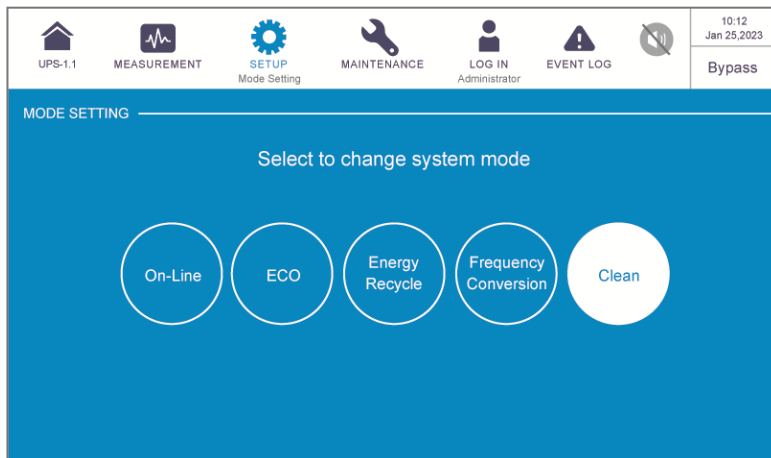 UPS-1.1
MEASUREMENT
SETUP
Mode Setting
MAINTENANCE
LOG IN
Administrator
EVENT LOG
10:12
Jan 25,2023
Bypass
MODE SETTING
Select to change system mode
On-Line
ECO
Energy
Recycle
Frequency
Conversion
Clean